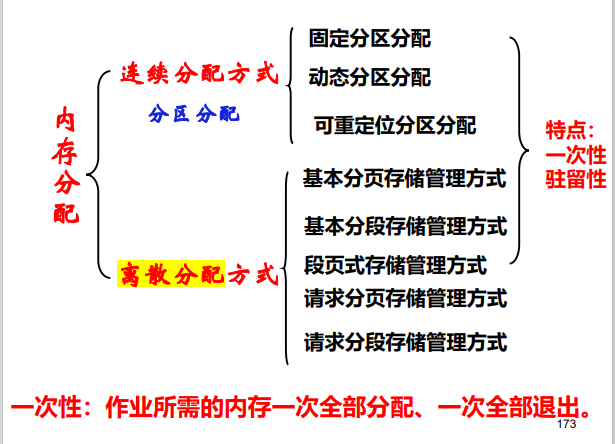 内存分配
连续分配方式
分区分配
固定分区分配
动态分区分配
可重定位分区分配
离散分配方式
基本分页存储管理方式
基本分段存储管理方式
段页式存储管理方式
请求分页存储管理方式
请求分段存储管理方式
特点：
一次性
驻留性
一次性：作业所需的内存一次全部分配、一次全部退出。
173